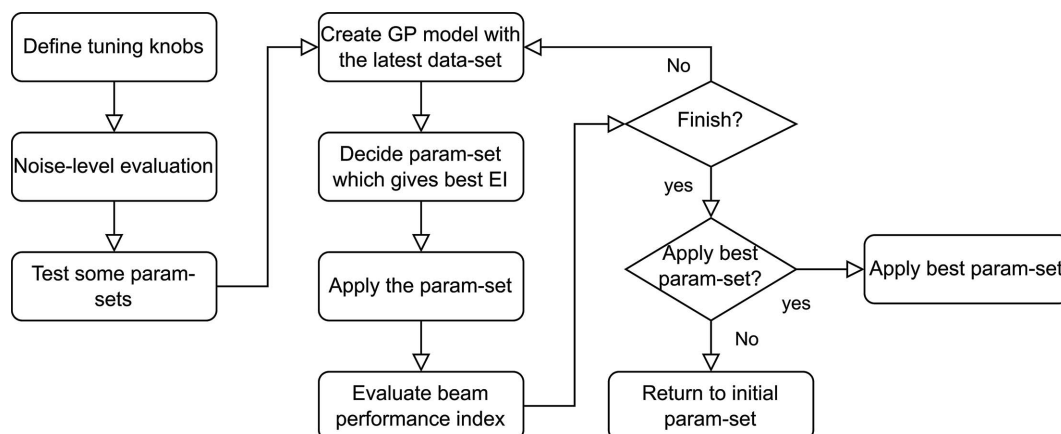 Define tuning knobs
Noise-level evaluation
Test some param-
sets
Create GP model with
the latest data-set
Decide param-set
which gives best EI
Apply the param-set
Evaluate beam
performance index
No
Finish?
yes
Apply best
param-set?
yes
Apply best param-set
No
Return to initial
param-set